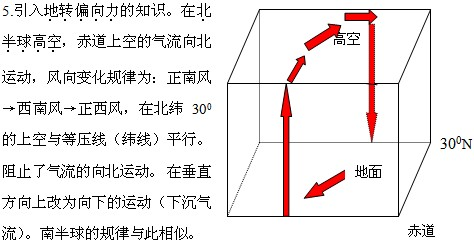 5.引入地转偏向力的知识。在北
半球高空，赤道上空的气流向北
运动，风向变化规律为：正南风
→西南风→正西风，在北纬 30⁰
的上空与等压线（纬线）平行。
阻止了气流的向北运动。在垂直
方向上改为向下的运动（下沉气
流）。南半球的规律与此相似。
高空
30⁰N
地面
赤道